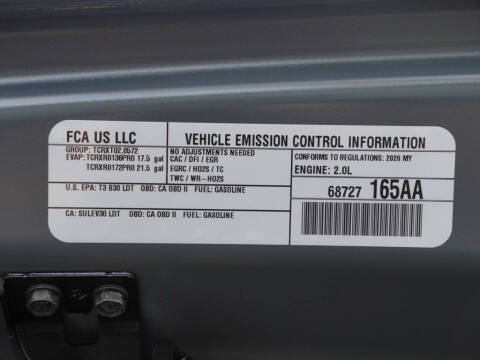 FCA US LLC
VEHICLE EMISSION CONTROL INFORMATION
GROUP: TCRXT02.0572
EVAP: TCRXR0136PR0 17.5 gal
TCRXR0172PR0 21.5 gal
NO ADJUSTMENTS NEEDED
CAC / DFI / EGR
EGRC / HO2S / TC
TWC / WR-HO2S
CONFORMS TO REGULATIONS: 2026 MY
ENGINE: 2.0L
U.S. EPA: T3 B30 LDT OBD: CA OBD II FUEL: GASOLINE
CA: SULEV30 LDT OBD: CA OBD II FUEL: GASOLINE
68727 165AA